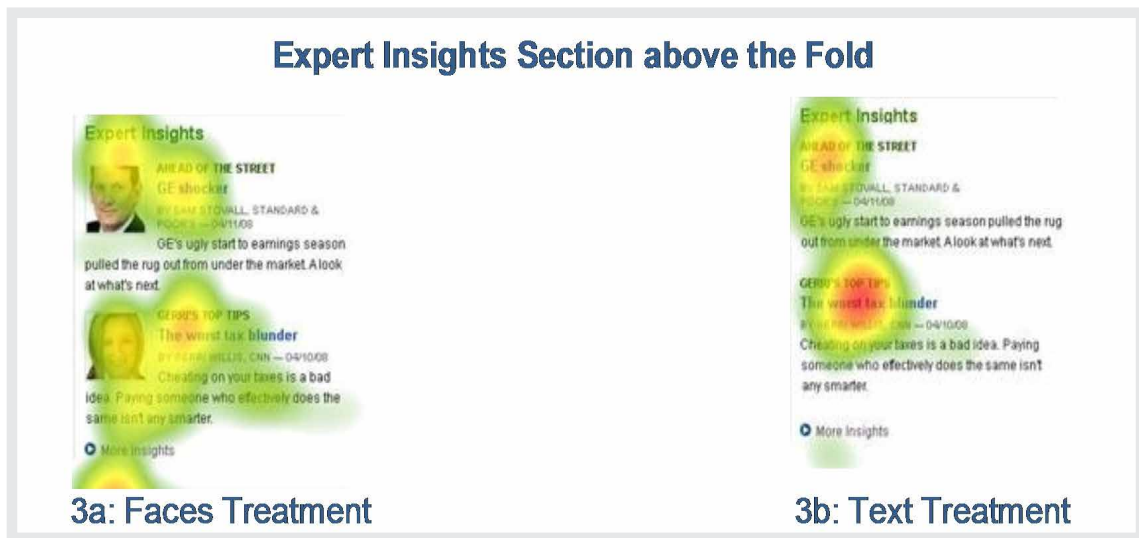 Expert Insights Section above the Fold
Expert Insights
AHEAD OF THE STREET
GE shocker
BY SAM STOVALL, STANDARD &
POOR'S — 04/11/08
GE's ugly start to earnings season
pulled the rug out from under the market. A look
at what's next.
GERRI'S TOP TIPS
The worst tax blunder
BY GERRI WILLIS, CNN — 04/10/08
Cheating on your taxes is a bad
idea. Paying someone who effectively does the
same isn't any smarter.
More Insights
3a: Faces Treatment
Expert Insights
AHEAD OF THE STREET
GE shocker
BY SAM STOVALL, STANDARD &
POOR'S — 04/11/08
GE's ugly start to earnings season pulled the rug
out from under the market. A look at what's next.
GERRI'S TOP TIPS
The worst tax blunder
BY GERRI WILLIS, CNN — 04/10/08
Cheating on your taxes is a bad idea. Paying
someone who effectively does the same isn't
any smarter.
More Insights
3b: Text Treatment